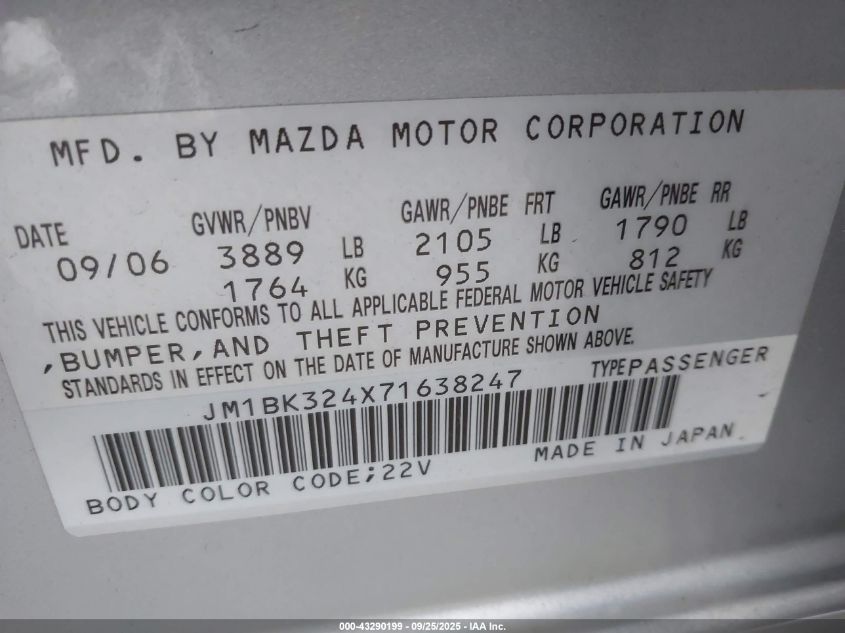 MFD. BY MAZDA MOTOR CORPORATION
DATE GVWR/PNBV GAWR/PNBE FRT GAWR/PNBE RR
09/06 3889 LB 2105 LB 1790 LB
1764 KG 955 KG 812 KG
THIS VEHICLE CONFORMS TO ALL APPLICABLE FEDERAL MOTOR VEHICLE SAFETY
,BUMPER,AND THEFT PREVENTION
STANDARDS IN EFFECT ON THE DATE OF MANUFACTURE SHOWN ABOVE.
JM1BK324X71638247 TYPEPASSENGER
BODY COLOR CODE;22V MADE IN JAPAN
000-43290199 - 09/25/2025 - IAA Inc.